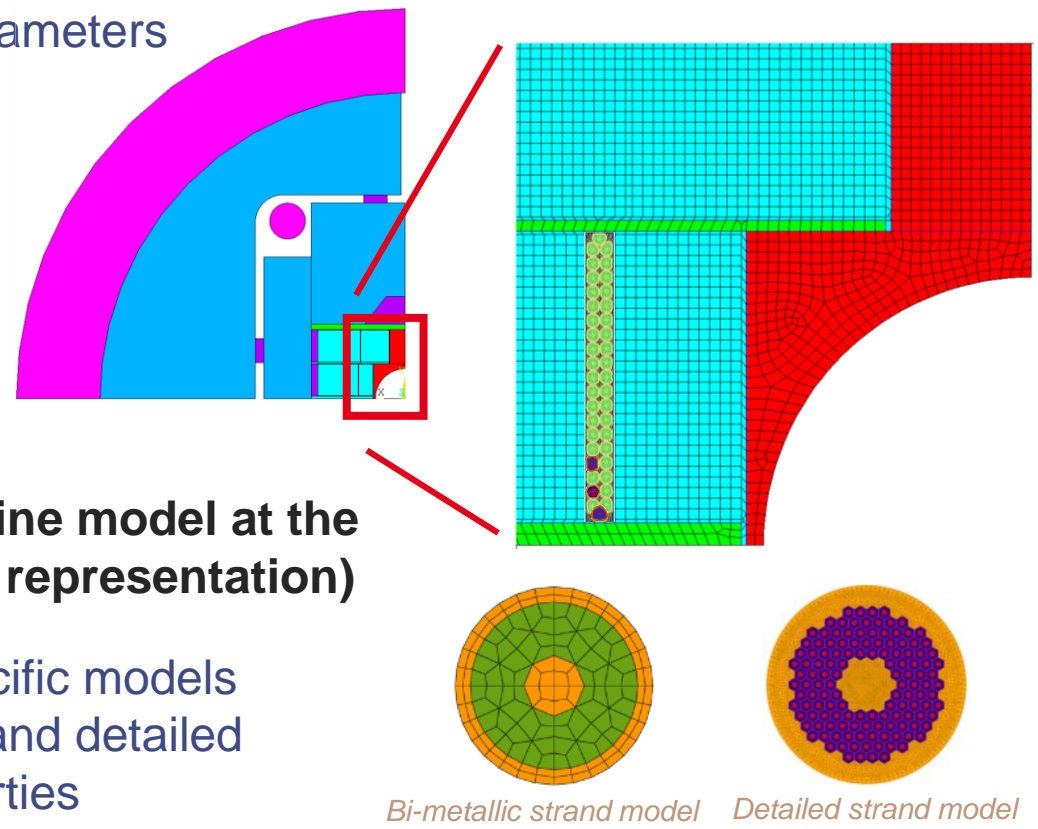 ameters
ine model at the
representation)
cific models
and detailed
rties
Bi-metallic strand model
Detailed strand model